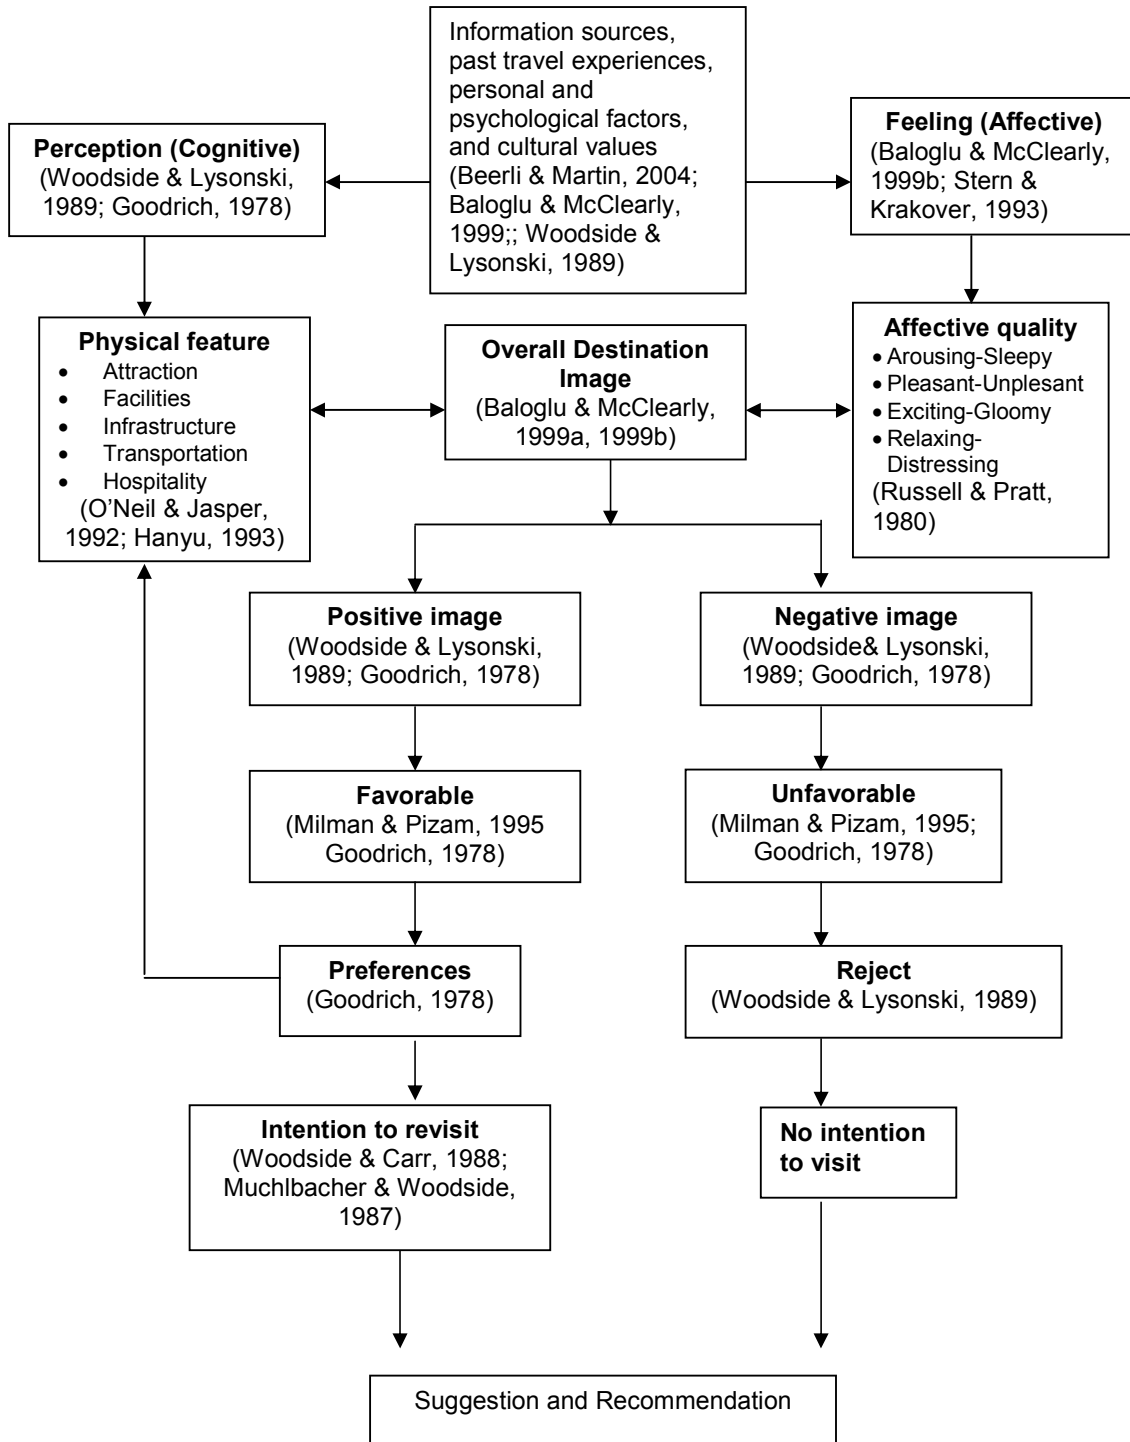 Information sources,
past travel experiences,
personal and
psychological factors,
and cultural values
(Beerli & Martin, 2004;
Baloglu & McClearly,
1999;; Woodside &
Lysonski, 1989)
Perception (Cognitive)
(Woodside & Lysonski,
1989; Goodrich, 1978)
Feeling (Affective)
(Baloglu & McClearly,
1999b; Stern &
Krakover, 1993)
Physical feature
• Attraction
• Facilities
• Infrastructure
• Transportation
• Hospitality
(O'Neil & Jasper,
1992; Hanyu, 1993)
Overall Destination
Image
(Baloglu & McClearly,
1999a, 1999b)
Affective quality
• Arousing-Sleepy
• Pleasant-Unplesant
• Exciting-Gloomy
• Relaxing-
Distressing
(Russell & Pratt,
1980)
Positive image
(Woodside & Lysonski,
1989; Goodrich, 1978)
Negative image
(Woodside& Lysonski,
1989; Goodrich, 1978)
Favorable
(Milman & Pizam, 1995
Goodrich, 1978)
Unfavorable
(Milman & Pizam, 1995;
Goodrich, 1978)
Preferences
(Goodrich, 1978)
Reject
(Woodside & Lysonski, 1989)
Intention to revisit
(Woodside & Carr, 1988;
Muchlbacher & Woodside,
1987)
No intention
to visit
Suggestion and Recommendation